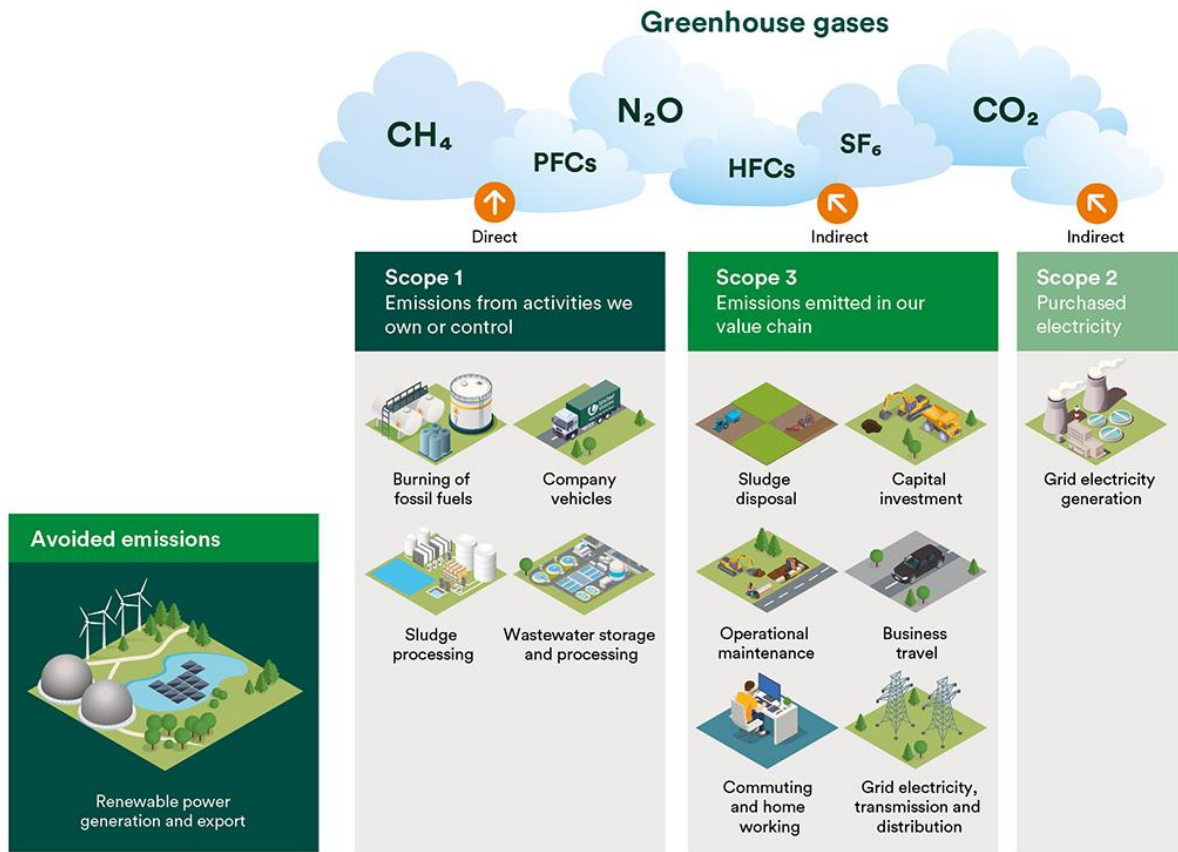 Greenhouse gases
CH₄
N₂O
CO₂
PFCs
HFCs
SF₆
Direct
Indirect
Indirect
Scope 1
Emissions from activities we
own or control
Burning of
fossil fuels
Company
vehicles
Sludge
processing
Wastewater storage
and processing
Scope 3
Emissions emitted in our
value chain
Sludge
disposal
Capital
investment
Operational
maintenance
Business
travel
Commuting
and home
working
Grid electricity,
transmission and
distribution
Scope 2
Purchased
electricity
Grid electricity
generation
Avoided emissions
Renewable power
generation and export